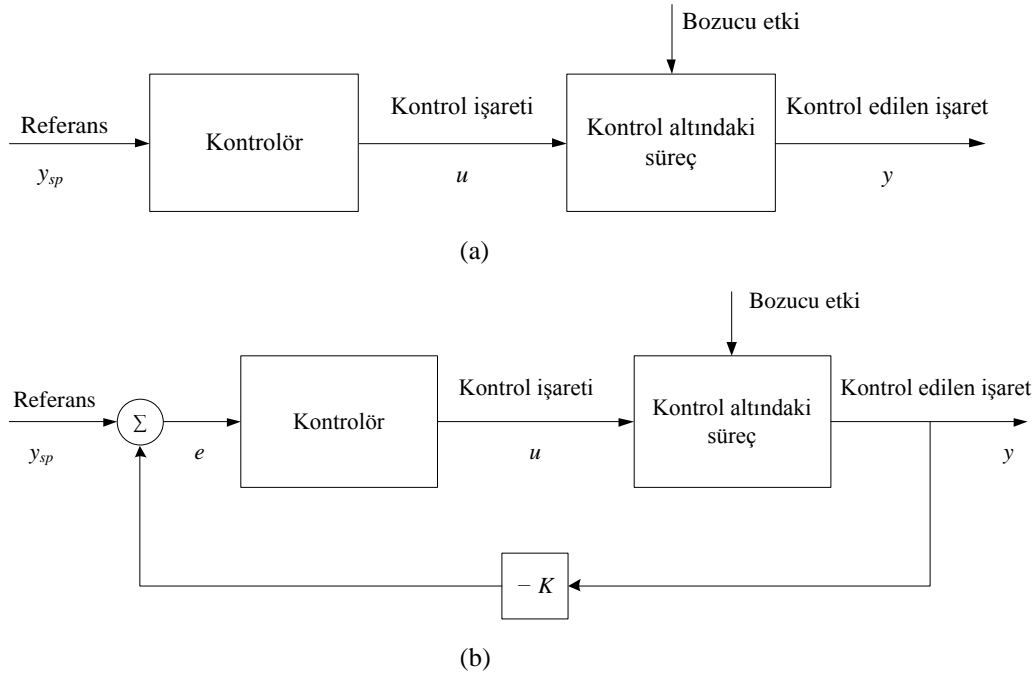 Bozucu etki
Referans
Kontrolör
Kontrol işareti
Kontrol altındaki
süreç
Kontrol edilen işaret
ysp
u
y
(a)
Bozucu etki
Referans
Σ
Kontrolör
Kontrol işareti
Kontrol altındaki
süreç
Kontrol edilen işaret
ysp
e
u
y
– K
(b)